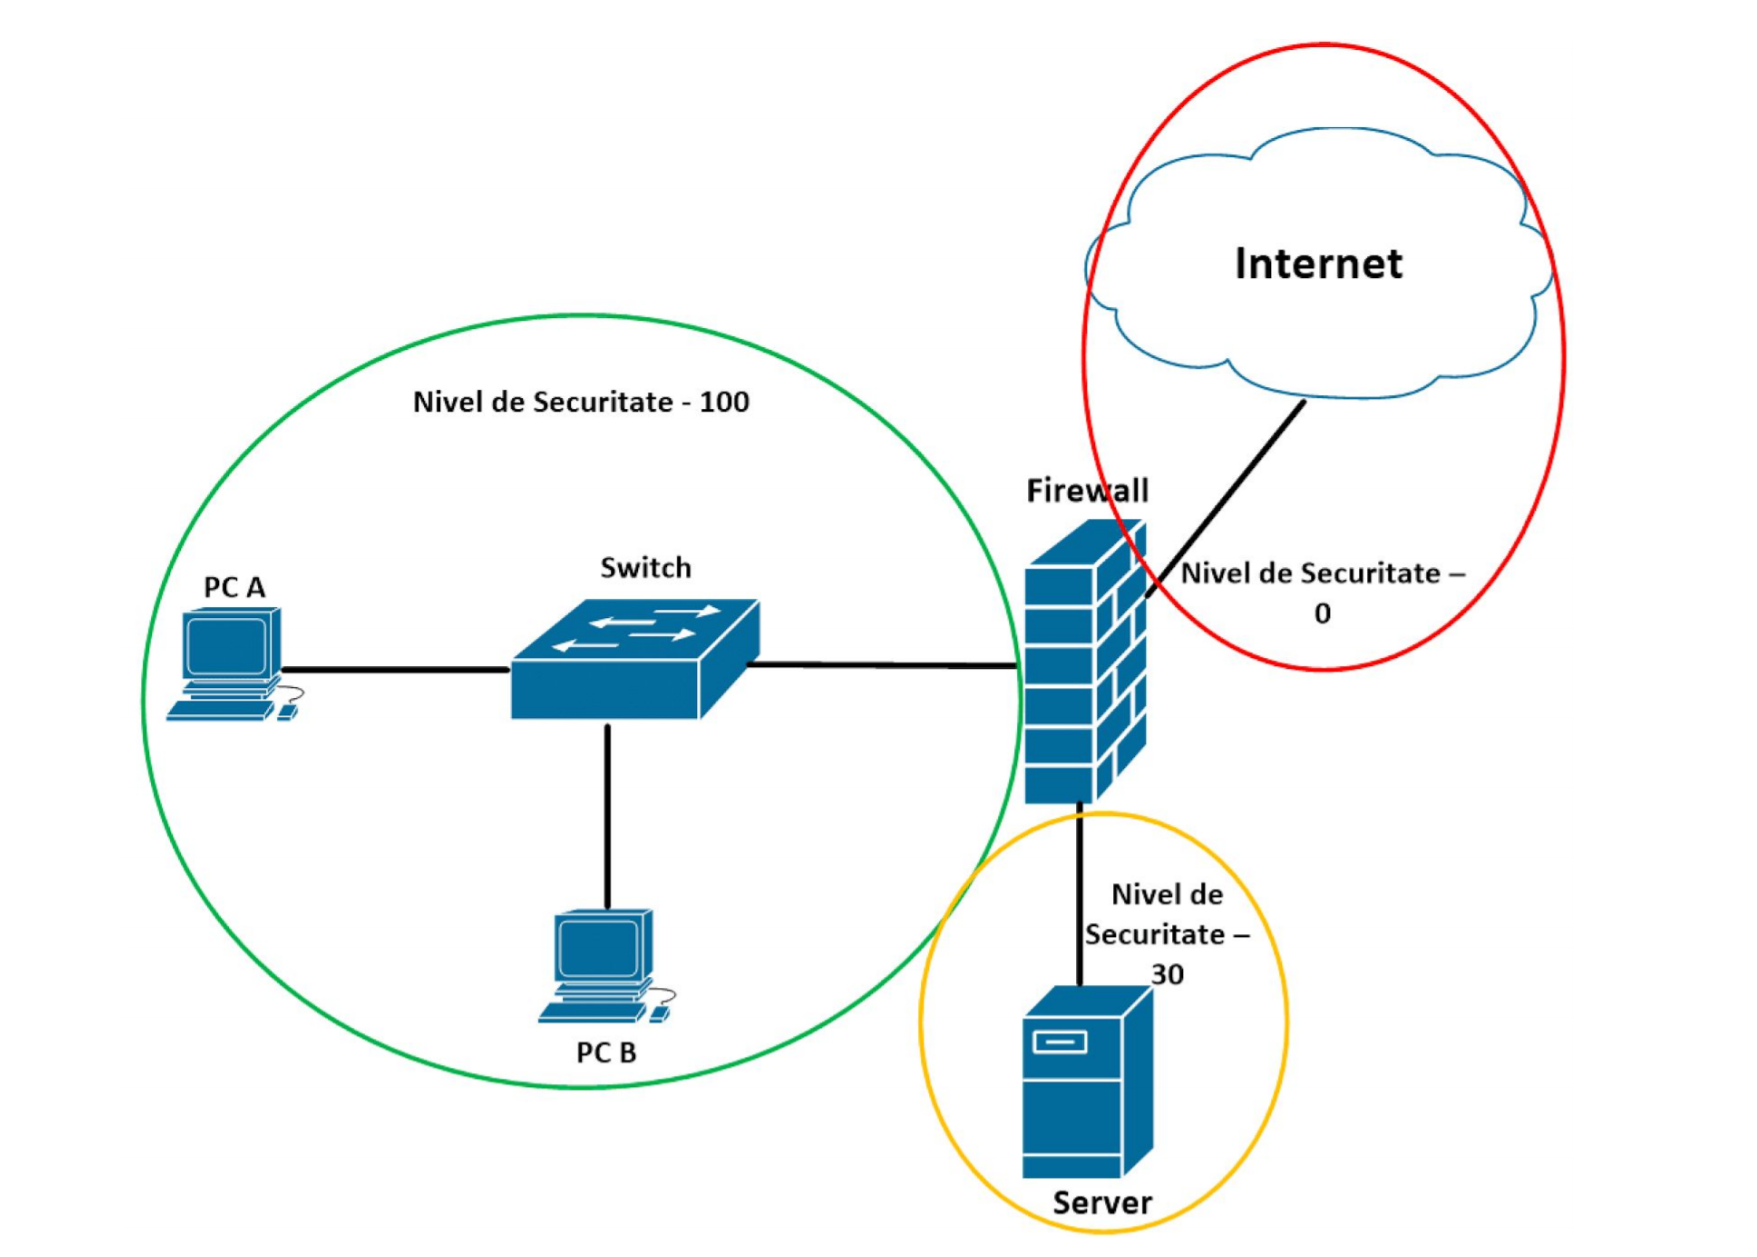 Internet
Nivel de Securitate - 100
Firewall
Nivel de Securitate –
0
Switch
PC A
Nivel de
Securitate –
30
PC B
Server